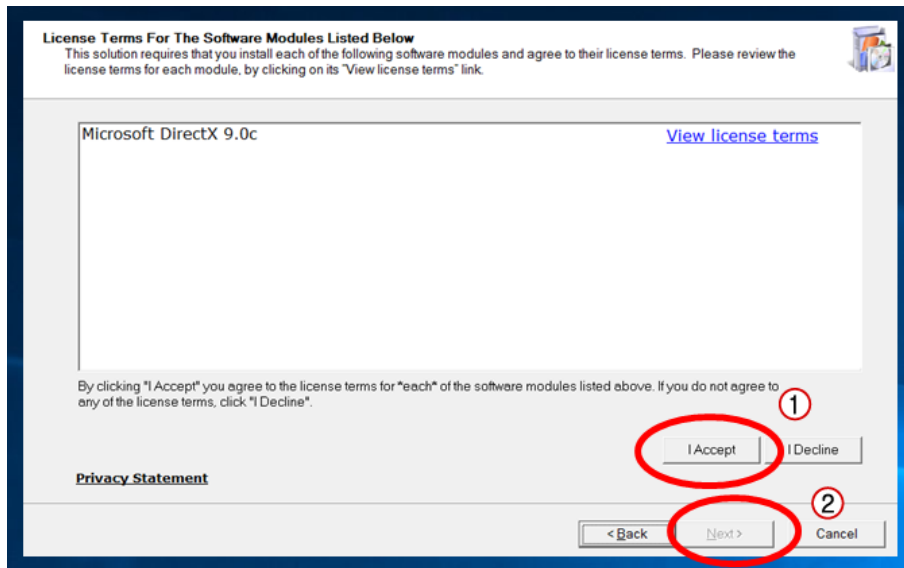 License Terms For The Software Modules Listed Below
This solution requires that you install each of the following software modules and agree to their license terms. Please review the
license terms for each module, by clicking on its "View license terms" link.
Microsoft DirectX 9.0c
View license terms
By clicking "I Accept" you agree to the license terms for *each* of the software modules listed above. If you do not agree to
any of the license terms, click "I Decline".
①
I Accept
I Decline
Privacy Statement
②
< Back
Next >
Cancel